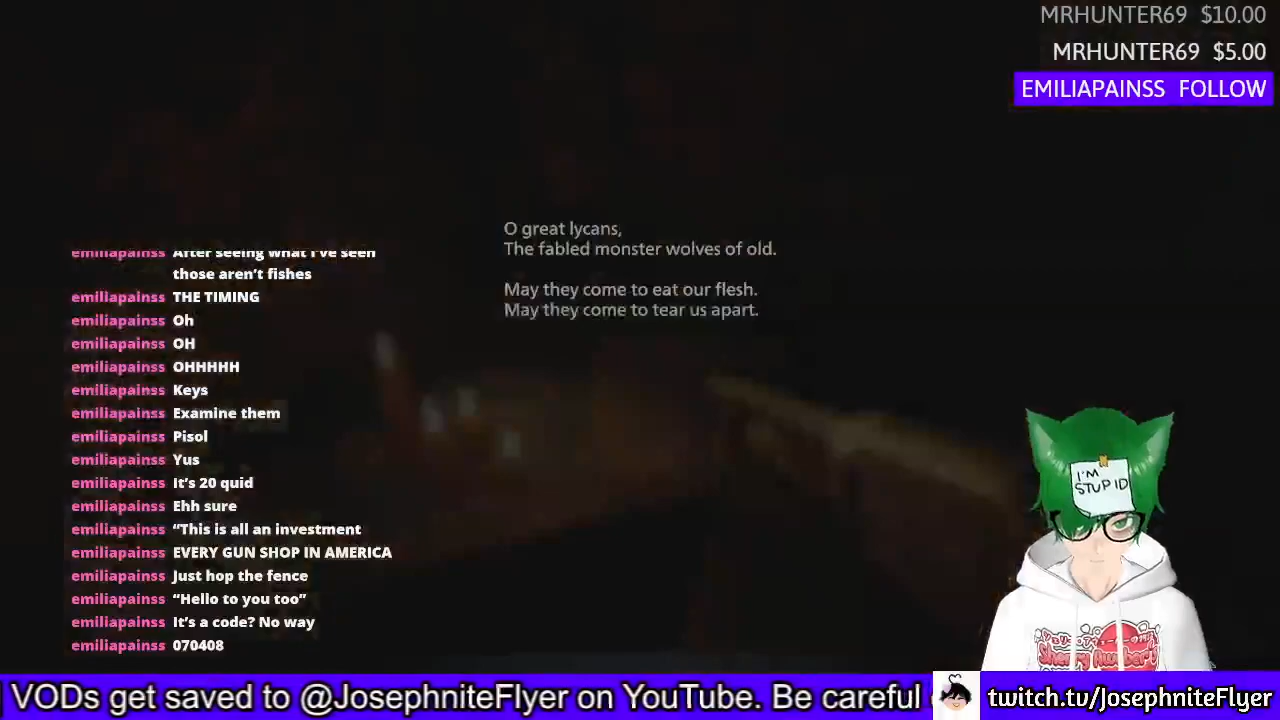 MRHUNTER69 $10.00
MRHUNTER69 $5.00
EMILIAPAINSS FOLLOW
O great lycans,
The fabled monster wolves of old.
May they come to eat our flesh.
May they come to tear us apart.
emiliapainss After seeing what I've seen
those aren't fishes
emiliapainss THE TIMING
emiliapainss Oh
emiliapainss OH
emiliapainss OHHHHH
emiliapainss Keys
emiliapainss Examine them
emiliapainss Pisol
emiliapainss Yus
emiliapainss It's 20 quid
emiliapainss Ehh sure
emiliapainss “This is all an investment
emiliapainss EVERY GUN SHOP IN AMERICA
emiliapainss Just hop the fence
emiliapainss “Hello to you too”
emiliapainss It's a code? No way
emiliapainss 070408
I'M
STUPID
VODs get saved to @JosephniteFlyer on YouTube. Be careful
twitch.tv/JosephniteFlyer